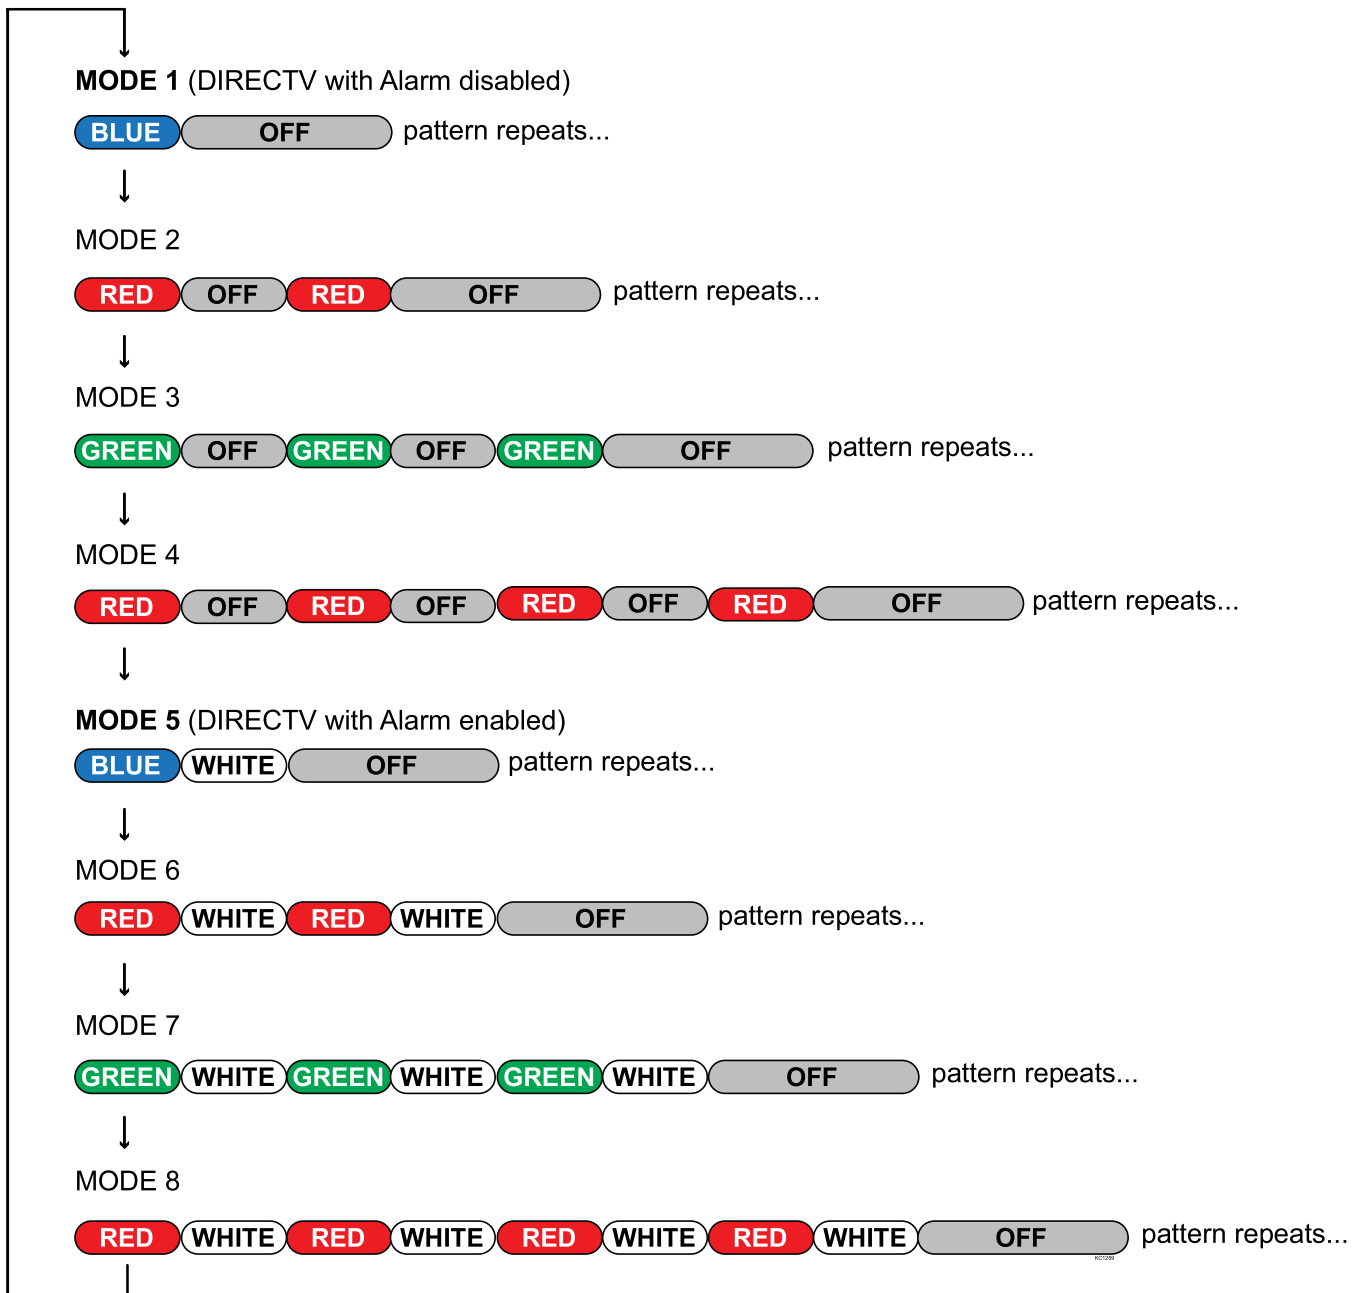 MODE 1 (DIRECTV with Alarm disabled)
BLUE OFF pattern repeats...
MODE 2
RED OFF RED OFF pattern repeats...
MODE 3
GREEN OFF GREEN OFF GREEN OFF pattern repeats...
MODE 4
RED OFF RED OFF RED OFF RED OFF pattern repeats...
MODE 5 (DIRECTV with Alarm enabled)
BLUE WHITE OFF pattern repeats...
MODE 6
RED WHITE RED WHITE OFF pattern repeats...
MODE 7
GREEN WHITE GREEN WHITE GREEN WHITE OFF pattern repeats...
MODE 8
RED WHITE RED WHITE RED WHITE RED WHITE OFF pattern repeats...
KC1259